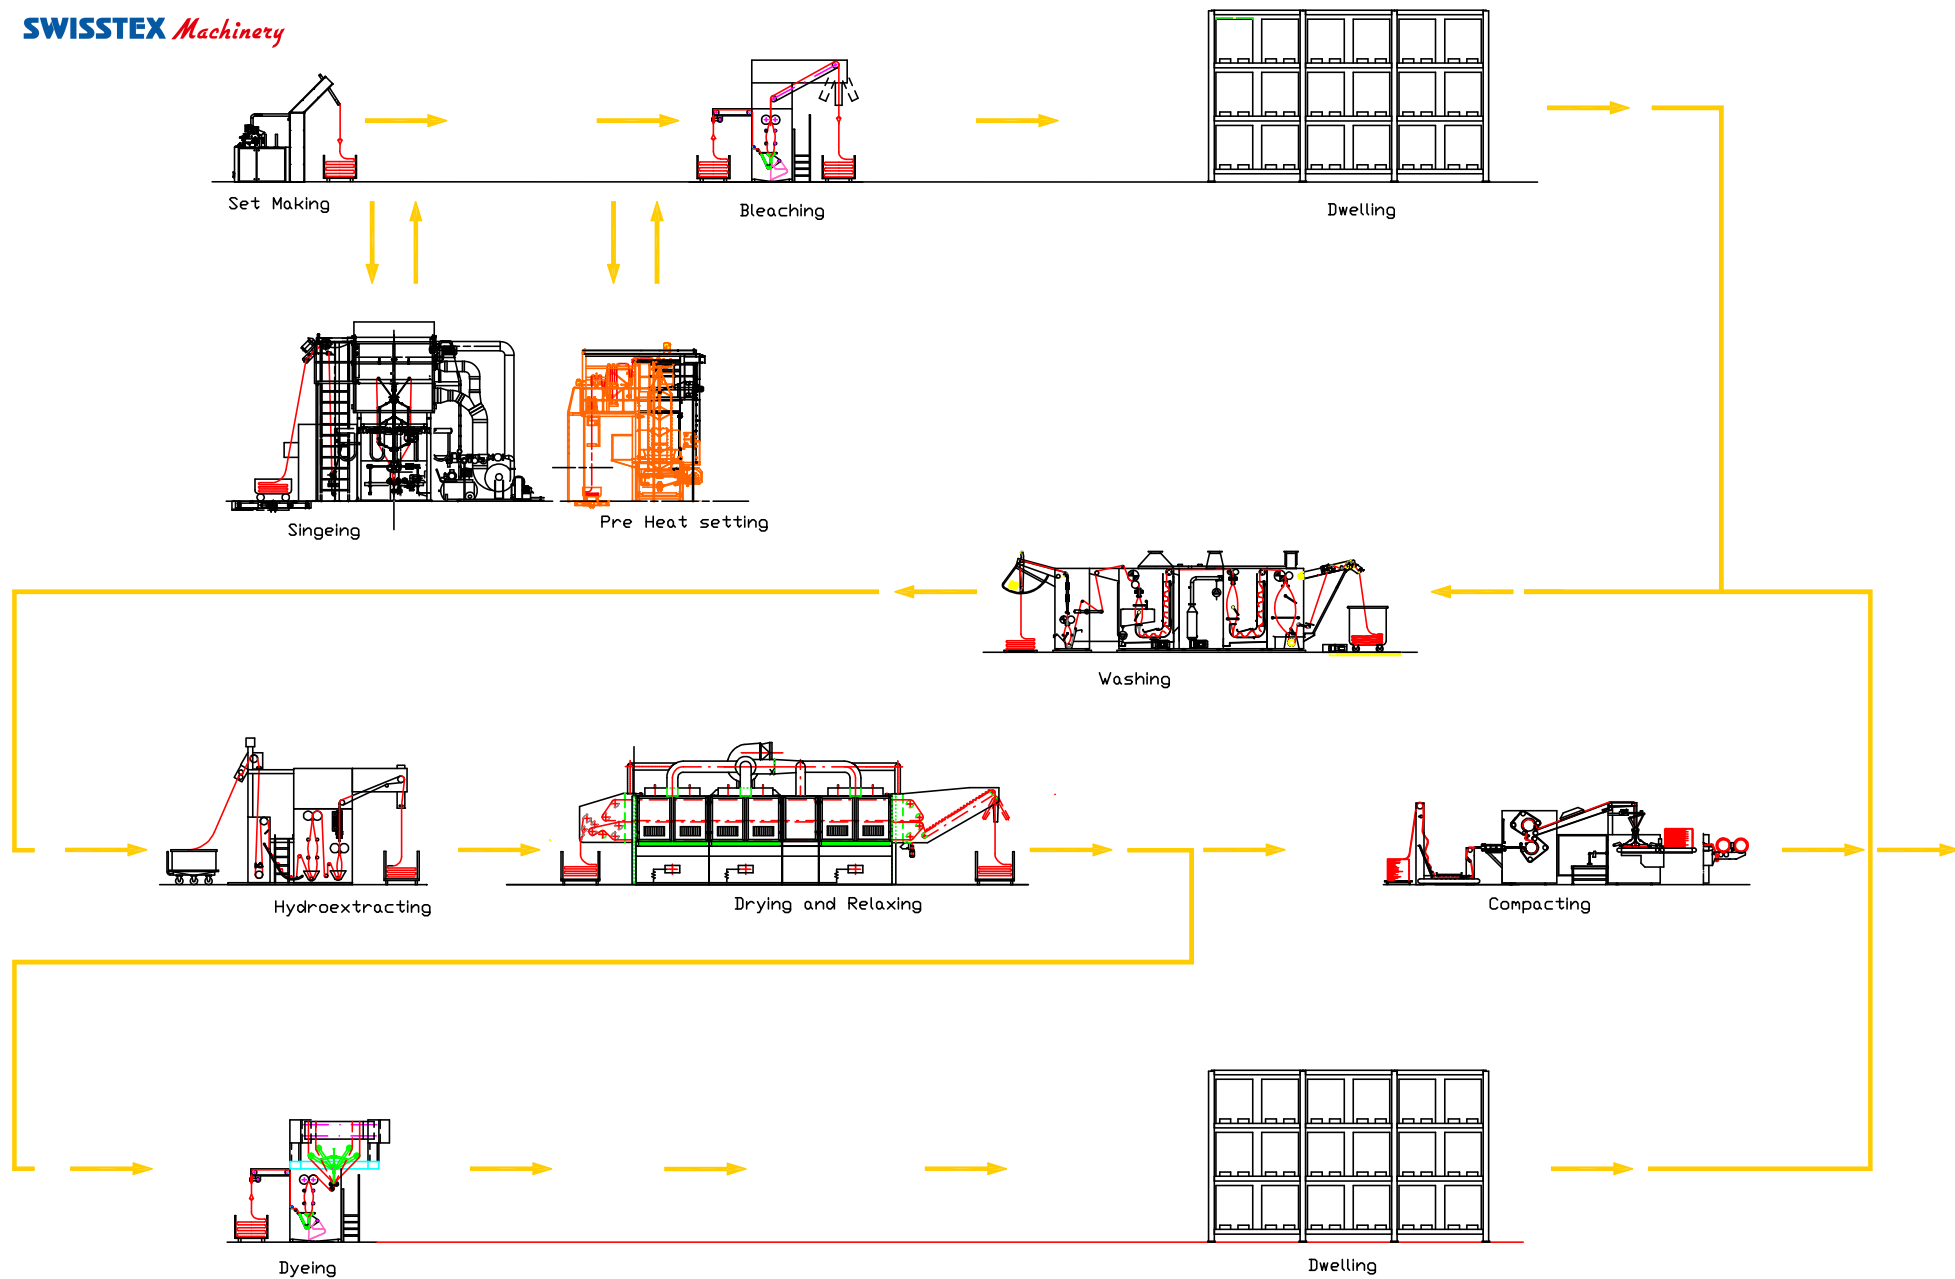 SWISSTEX Machinery
Set Making
Bleaching
Dwelling
Singeing
Pre Heat setting
Washing
Hydroextracting
Drying and Relaxing
Compacting
Dyeing
Dwelling